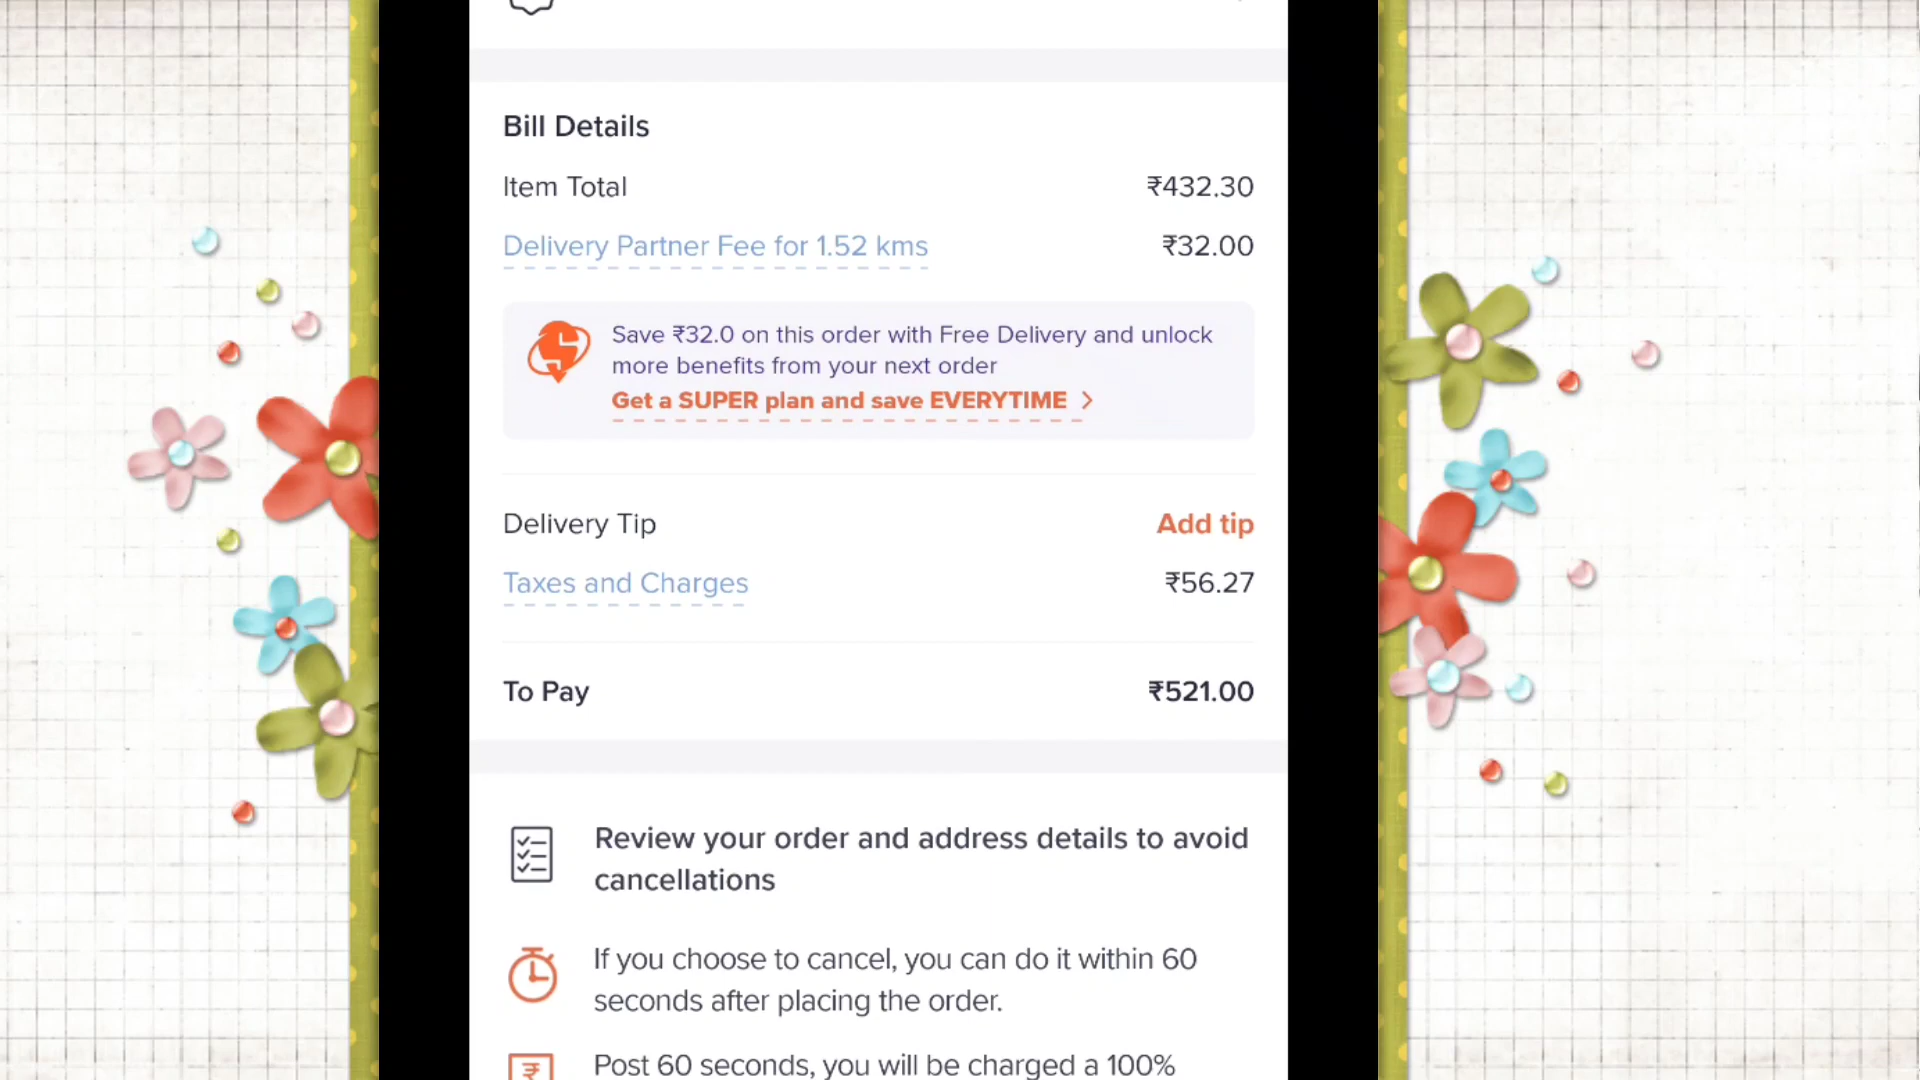 Bill Details
Item Total ₹432.30
Delivery Partner Fee for 1.52 kms ₹32.00
Save ₹32.0 on this order with Free Delivery and unlock
more benefits from your next order
Get a SUPER plan and save EVERYTIME >
Delivery Tip Add tip
Taxes and Charges ₹56.27
To Pay ₹521.00
Review your order and address details to avoid
cancellations
If you choose to cancel, you can do it within 60
seconds after placing the order.
₹ Post 60 seconds, you will be charged a 100%